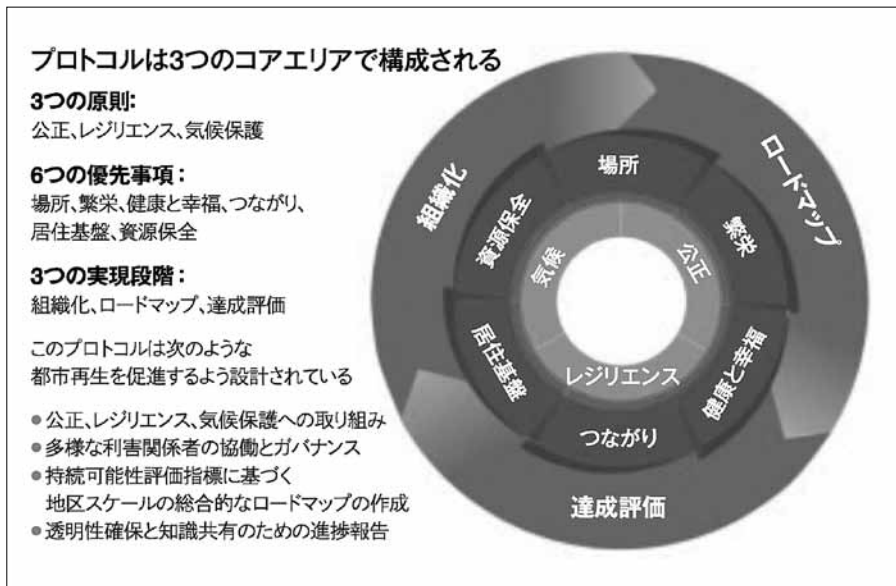 プロトコルは3つのコアエリアで構成される
3つの原則:
公正、レジリエンス、気候保護
6つの優先事項:
場所、繁栄、健康と幸福、つながり、
居住基盤、資源保全
3つの実現段階:
組織化、ロードマップ、達成評価
このプロトコルは次のような
都市再生を促進するよう設計されている
●公正、レジリエンス、気候保護への取り組み
●多様な利害関係者の協働とガバナンス
●持続可能性評価指標に基づく
地区スケールの総合的なロードマップの作成
●透明性確保と知識共有のための進捗報告
組織化
ロードマップ
達成評価
場所
繁栄
健康と幸福
つながり
居住基盤
資源保全
気候
公正
レジリエンス